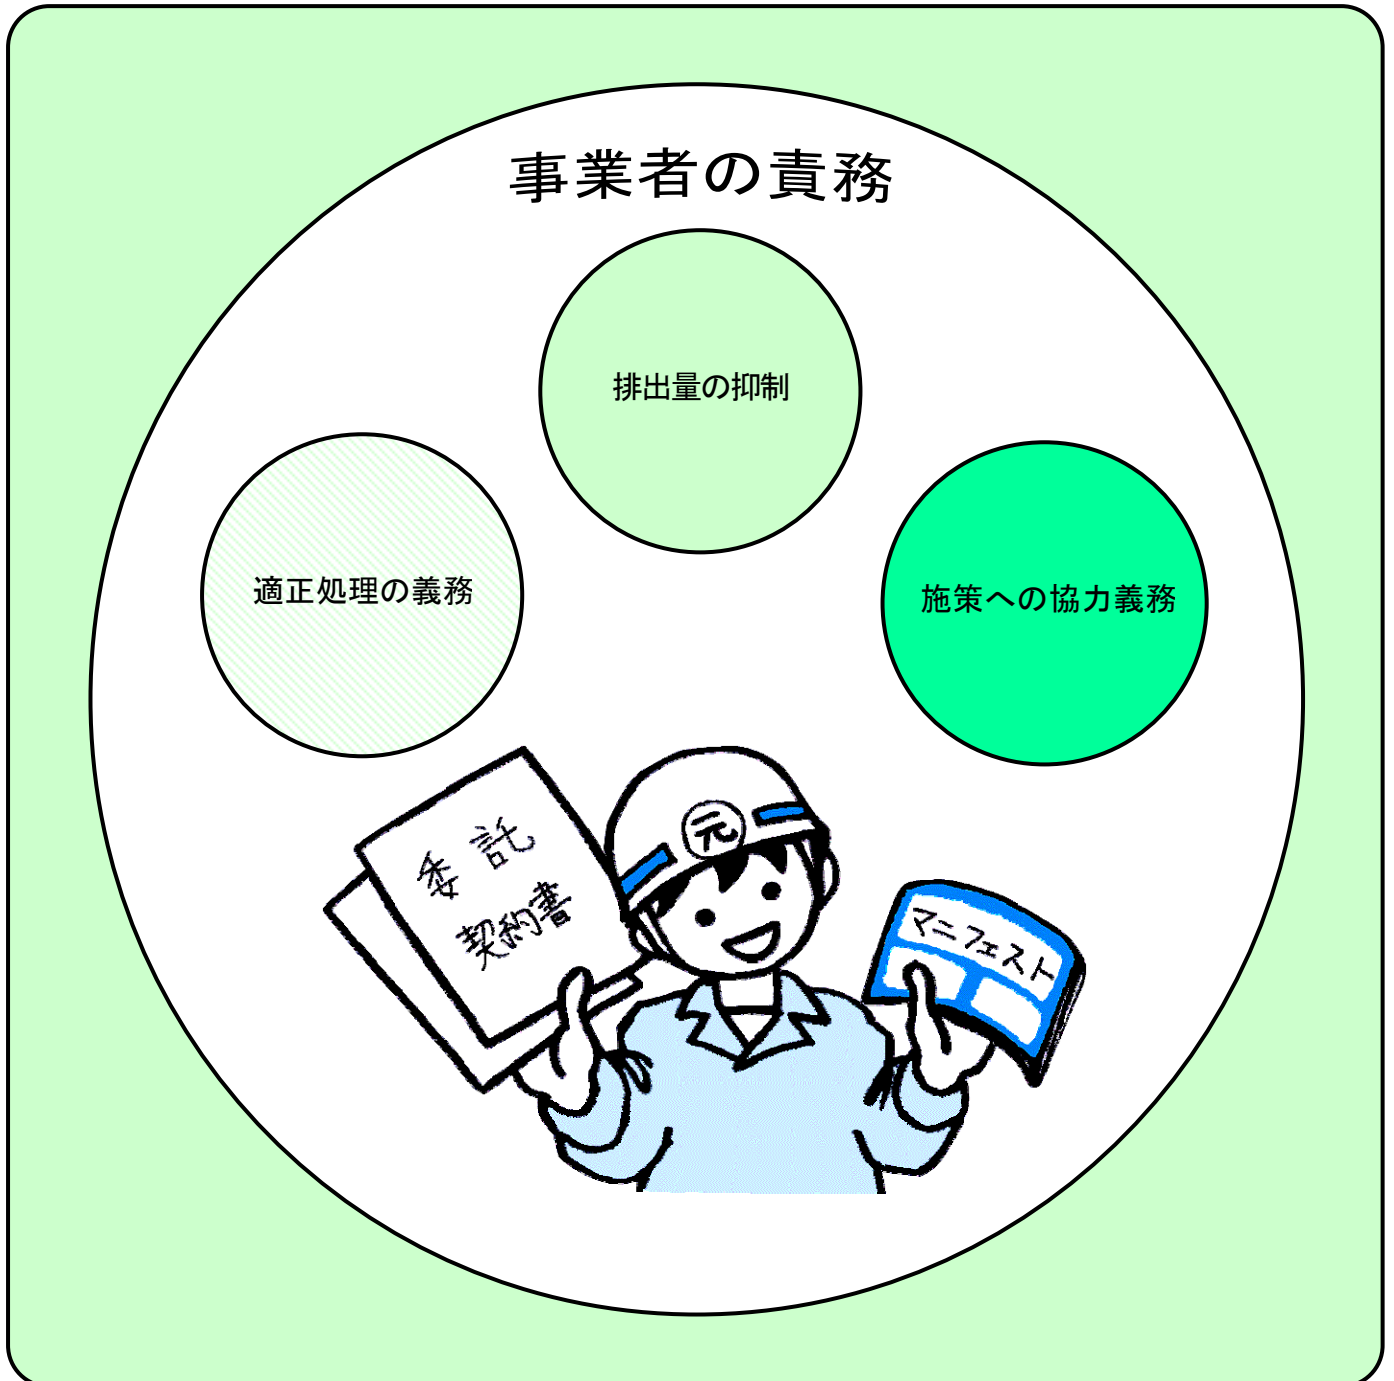 事業者の責務
排出量の抑制
適正処理の義務
施策への協力義務
委託
契約書
元
マニフェスト